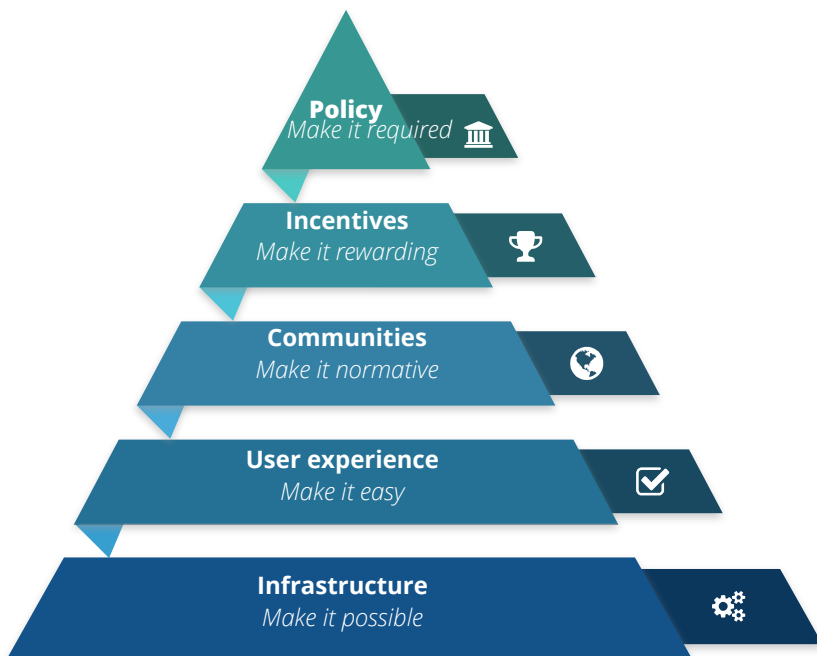 Policy
Make it required
Incentives
Make it rewarding
Communities
Make it normative
User experience
Make it easy
Infrastructure
Make it possible